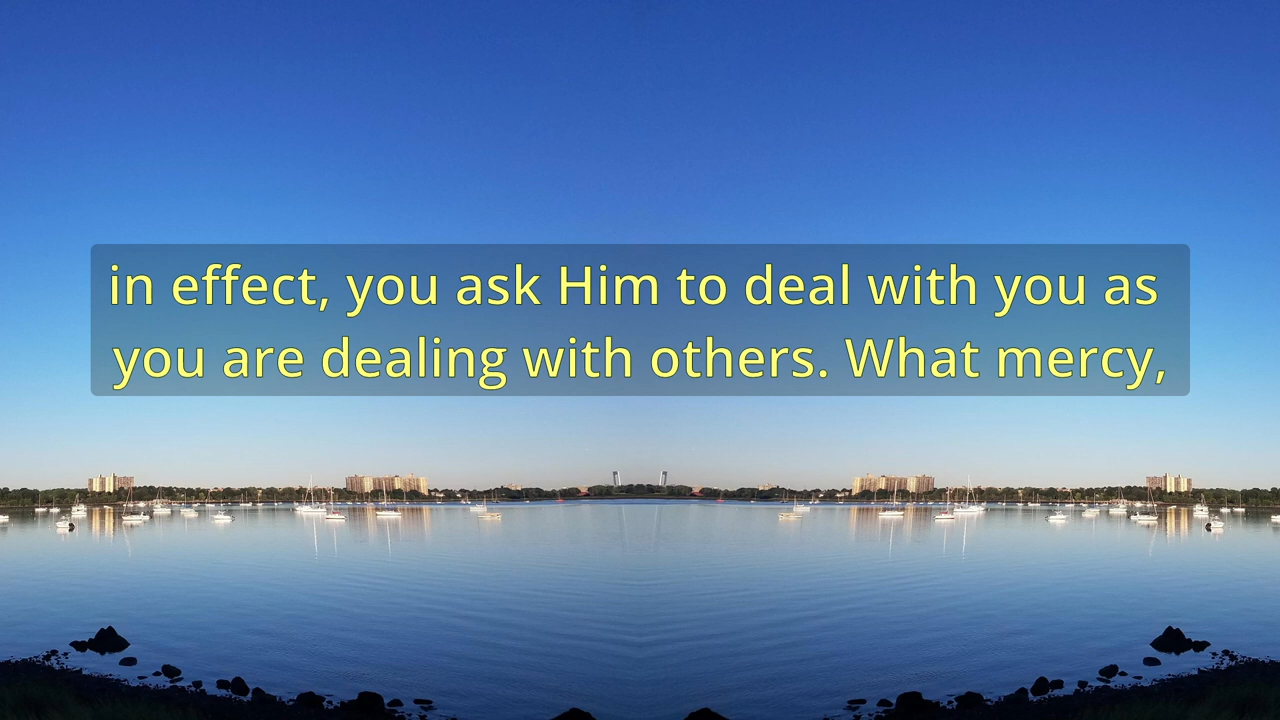 in effect, you ask Him to deal with you as
you are dealing with others. What mercy,